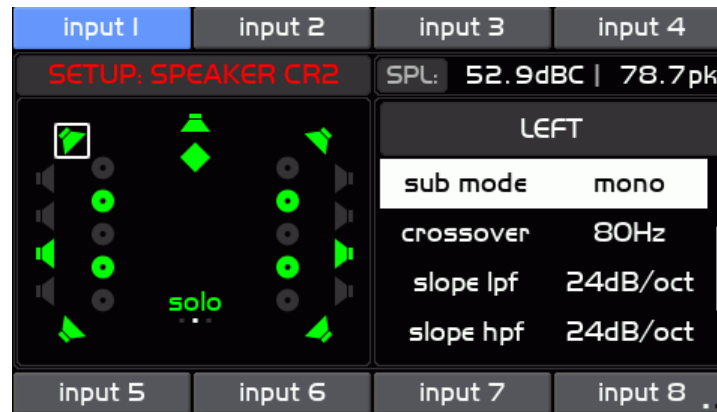 input 1 input 2 input 3 input 4
SETUP: SPEAKER CR2 SPL: 52.9dBC | 78.7pk
LEFT
sub mode mono
crossover 80Hz
slope lpf 24dB/oct
solo
slope hpf 24dB/oct
input 5 input 6 input 7 input 8